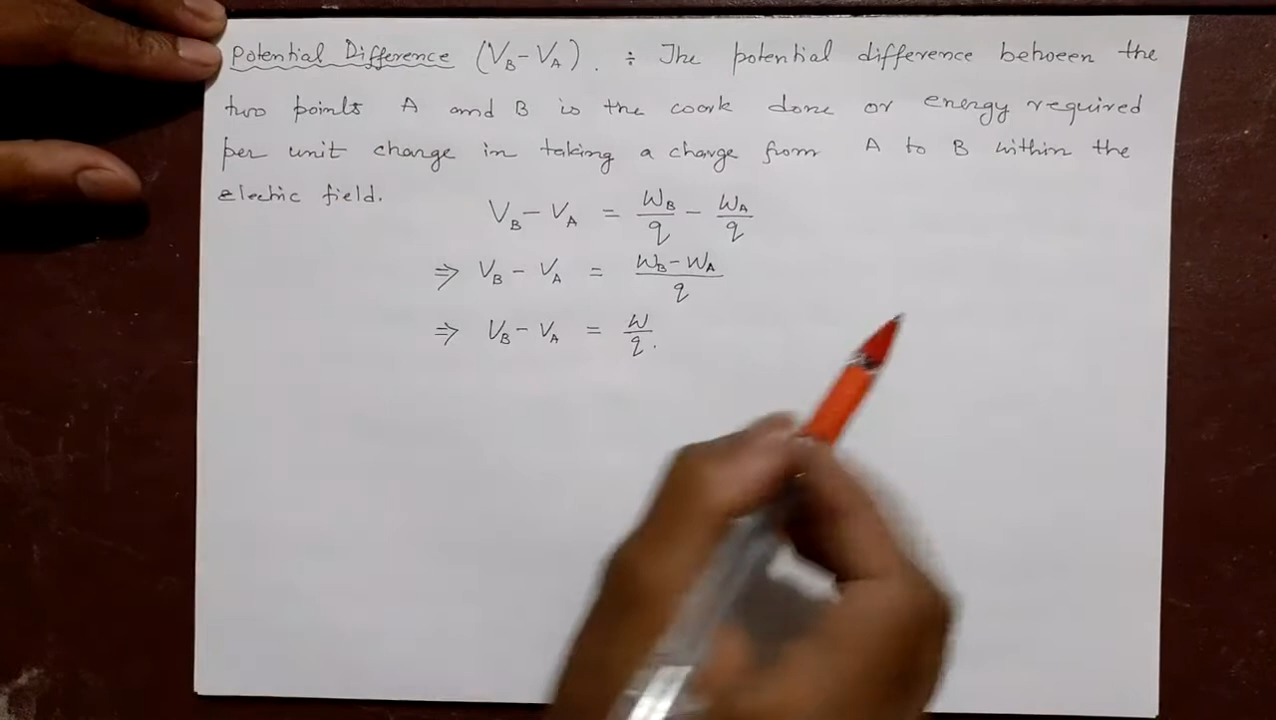 Potential Difference (V_B - V_A). ÷ The potential difference between the
two points A and B is the work done or energy required
per unit charge in taking a charge from A to B within the
electric field.
V_B - V_A = W_B/q - W_A/q
⇒ V_B - V_A = (W_B - W_A)/q
⇒ V_B - V_A = W/q.